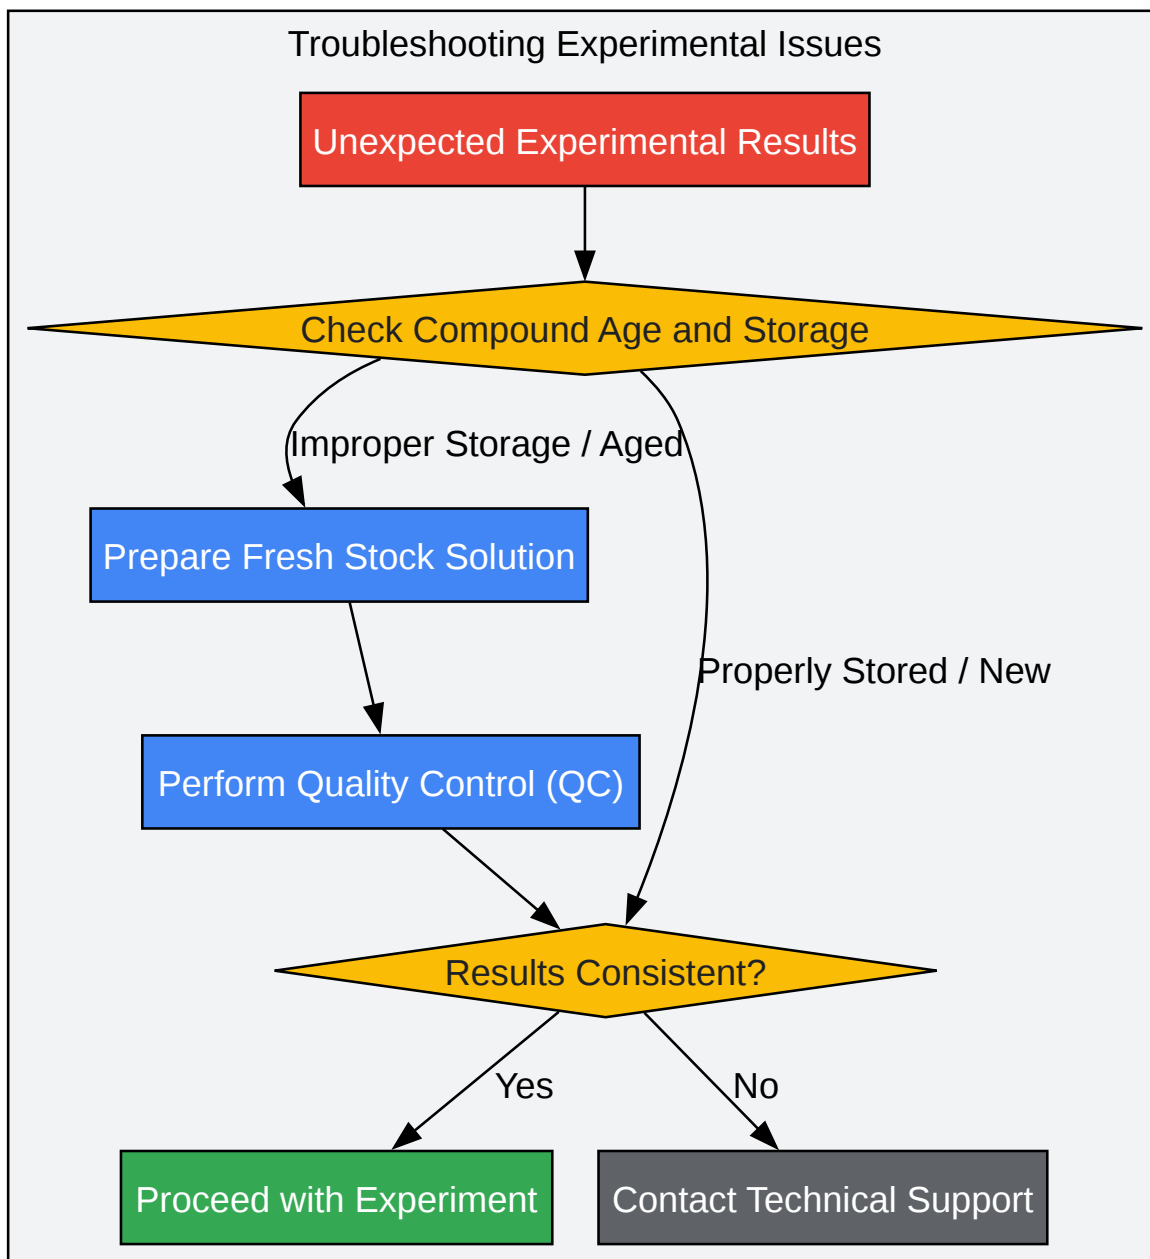 Troubleshooting Experimental Issues
Unexpected Experimental Results
Check Compound Age and Storage
Improper Storage / Aged
Prepare Fresh Stock Solution
Properly Stored / New
Perform Quality Control (QC)
Results Consistent?
Yes
No
Proceed with Experiment
Contact Technical Support